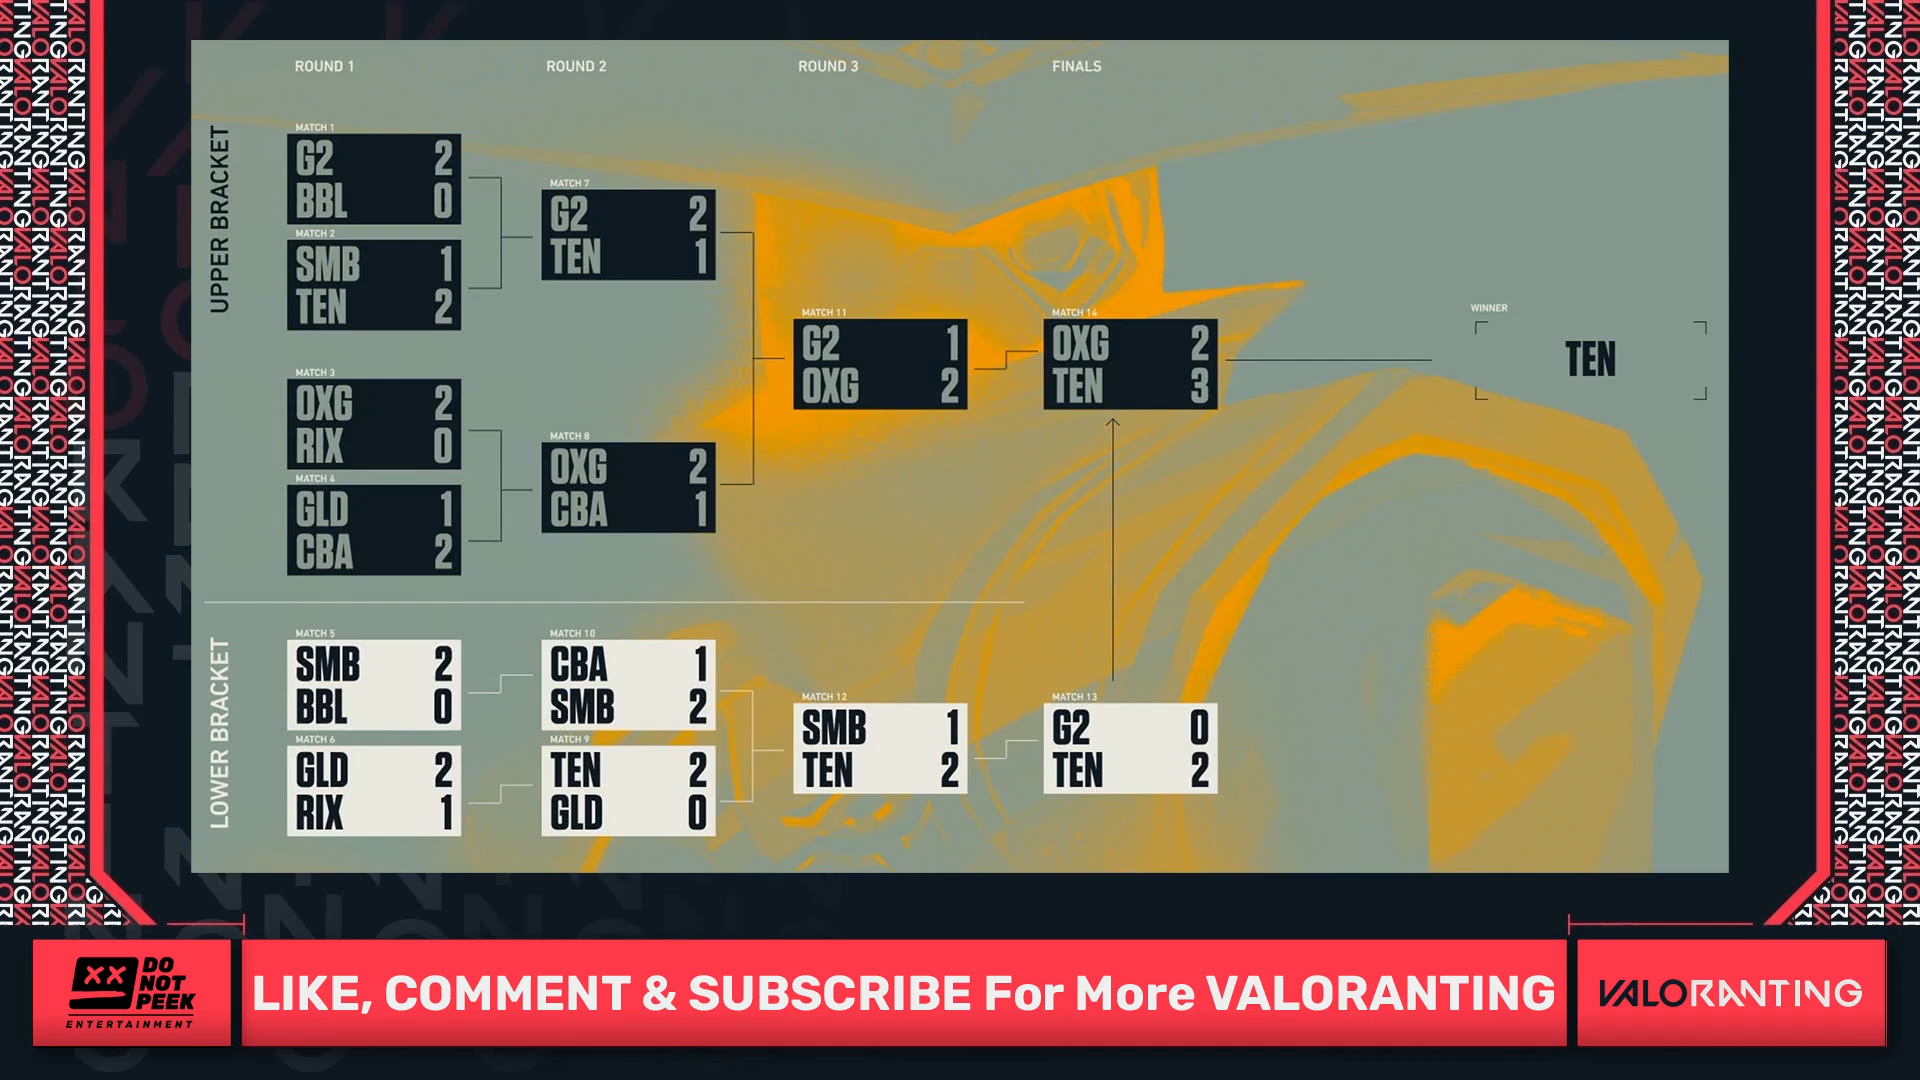 ROUND 1
ROUND 2
ROUND 3
FINALS
UPPER BRACKET
MATCH 1
G2 2
BBL 0
MATCH 2
SMB 1
TEN 2
MATCH 3
OXG 2
RIX 0
MATCH 4
GLD 1
CBA 2
MATCH 7
G2 2
TEN 1
MATCH 8
OXG 2
CBA 1
MATCH 11
G2 1
OXG 2
MATCH 14
OXG 2
TEN 3
WINNER
TEN
LOWER BRACKET
MATCH 5
SMB 2
BBL 0
MATCH 6
GLD 2
RIX 1
MATCH 10
CBA 1
SMB 2
MATCH 9
TEN 2
GLD 0
MATCH 12
SMB 1
TEN 2
MATCH 13
G2 0
TEN 2
DO
NOT
PEEK
ENTERTAINMENT
LIKE, COMMENT & SUBSCRIBE For More VALORANTING
VALORANTING